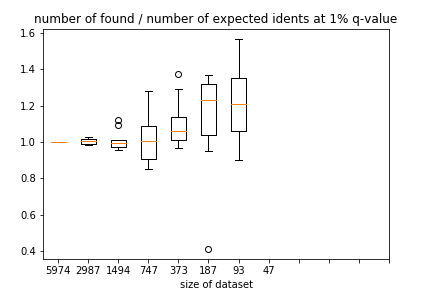 number of found / number of expected idents at 1% q-value
1.6
1.4
1.2
1.0
0.8
0.6
0.4
5974 2987 1494 747 373 187 93 47
size of dataset